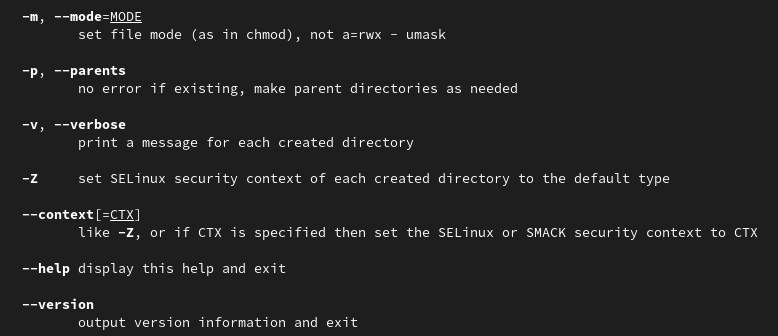 -m, --mode=MODE
set file mode (as in chmod), not a=rwx - umask
-p, --parents
no error if existing, make parent directories as needed
-v, --verbose
print a message for each created directory
-Z set SELinux security context of each created directory to the default type
--context[=CTX]
like -Z, or if CTX is specified then set the SELinux or SMACK security context to CTX
--help display this help and exit
--version
output version information and exit